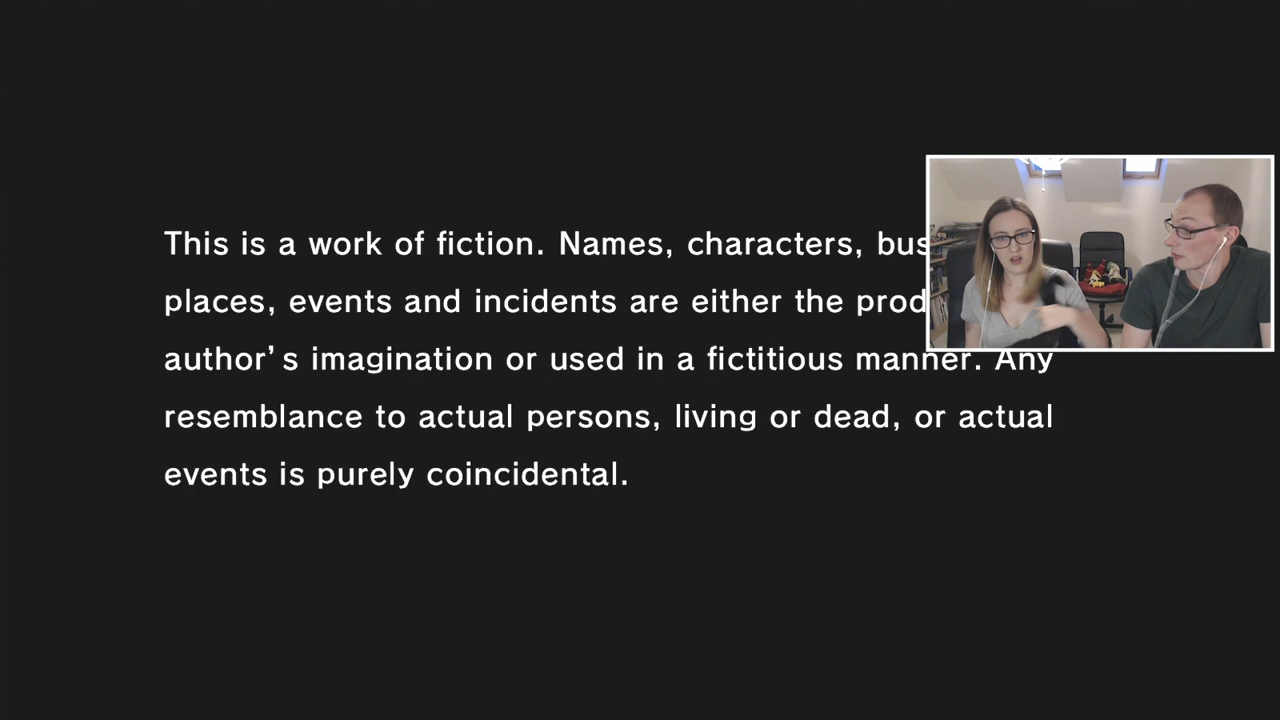 This is a work of fiction. Names, characters, bus
places, events and incidents are either the prod
author's imagination or used in a fictitious manner. Any
resemblance to actual persons, living or dead, or actual
events is purely coincidental.